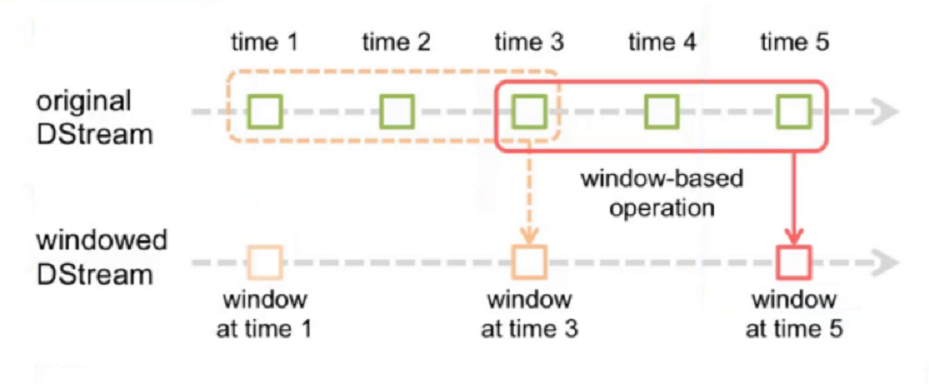 time 1 time 2 time 3 time 4 time 5
original
DStream
window-based
operation
windowed
DStream
window window window
at time 1 at time 3 at time 5